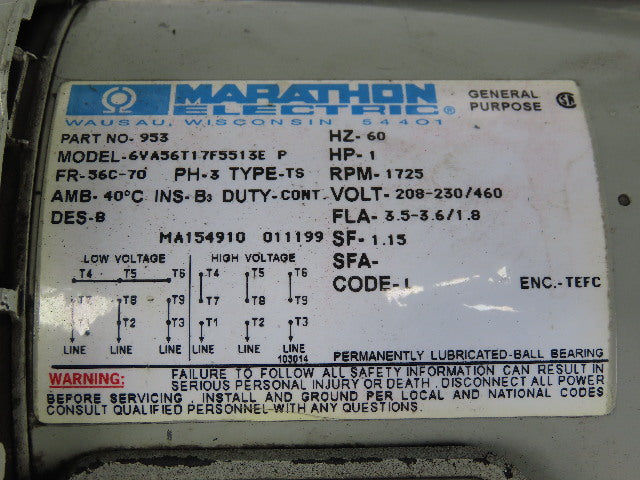 MARATHON
ELECTRIC®
WAUSAU, WISCONSIN 54401
GENERAL
PURPOSE
PART NO- 953
MODEL-6VA56T17F5513E P
FR-56C-70 PH-3 TYPE-TS
AMB- 40°C INS-B3 DUTY-CONT
DES-B
MA154910 011199
HZ-60
HP-1
RPM-1725
VOLT-208-230/460
FLA- 3.5-3.6/1.8
SF-1.15
SFA-
CODE-L
ENC.-TEFC
LOW VOLTAGE HIGH VOLTAGE
T4 T5 T6 T4 T5 T6
T7 T8 T9 T7 T8 T9
T1 T2 T3 T1 T2 T3
LINE LINE LINE LINE LINE LINE
103014
PERMANENTLY LUBRICATED-BALL BEARING
WARNING: FAILURE TO FOLLOW ALL SAFETY INFORMATION CAN RESULT IN
SERIOUS PERSONAL INJURY OR DEATH. DISCONNECT ALL POWER
BEFORE SERVICING. INSTALL AND GROUND PER LOCAL AND NATIONAL CODES
CONSULT QUALIFIED PERSONNEL WITH ANY QUESTIONS.